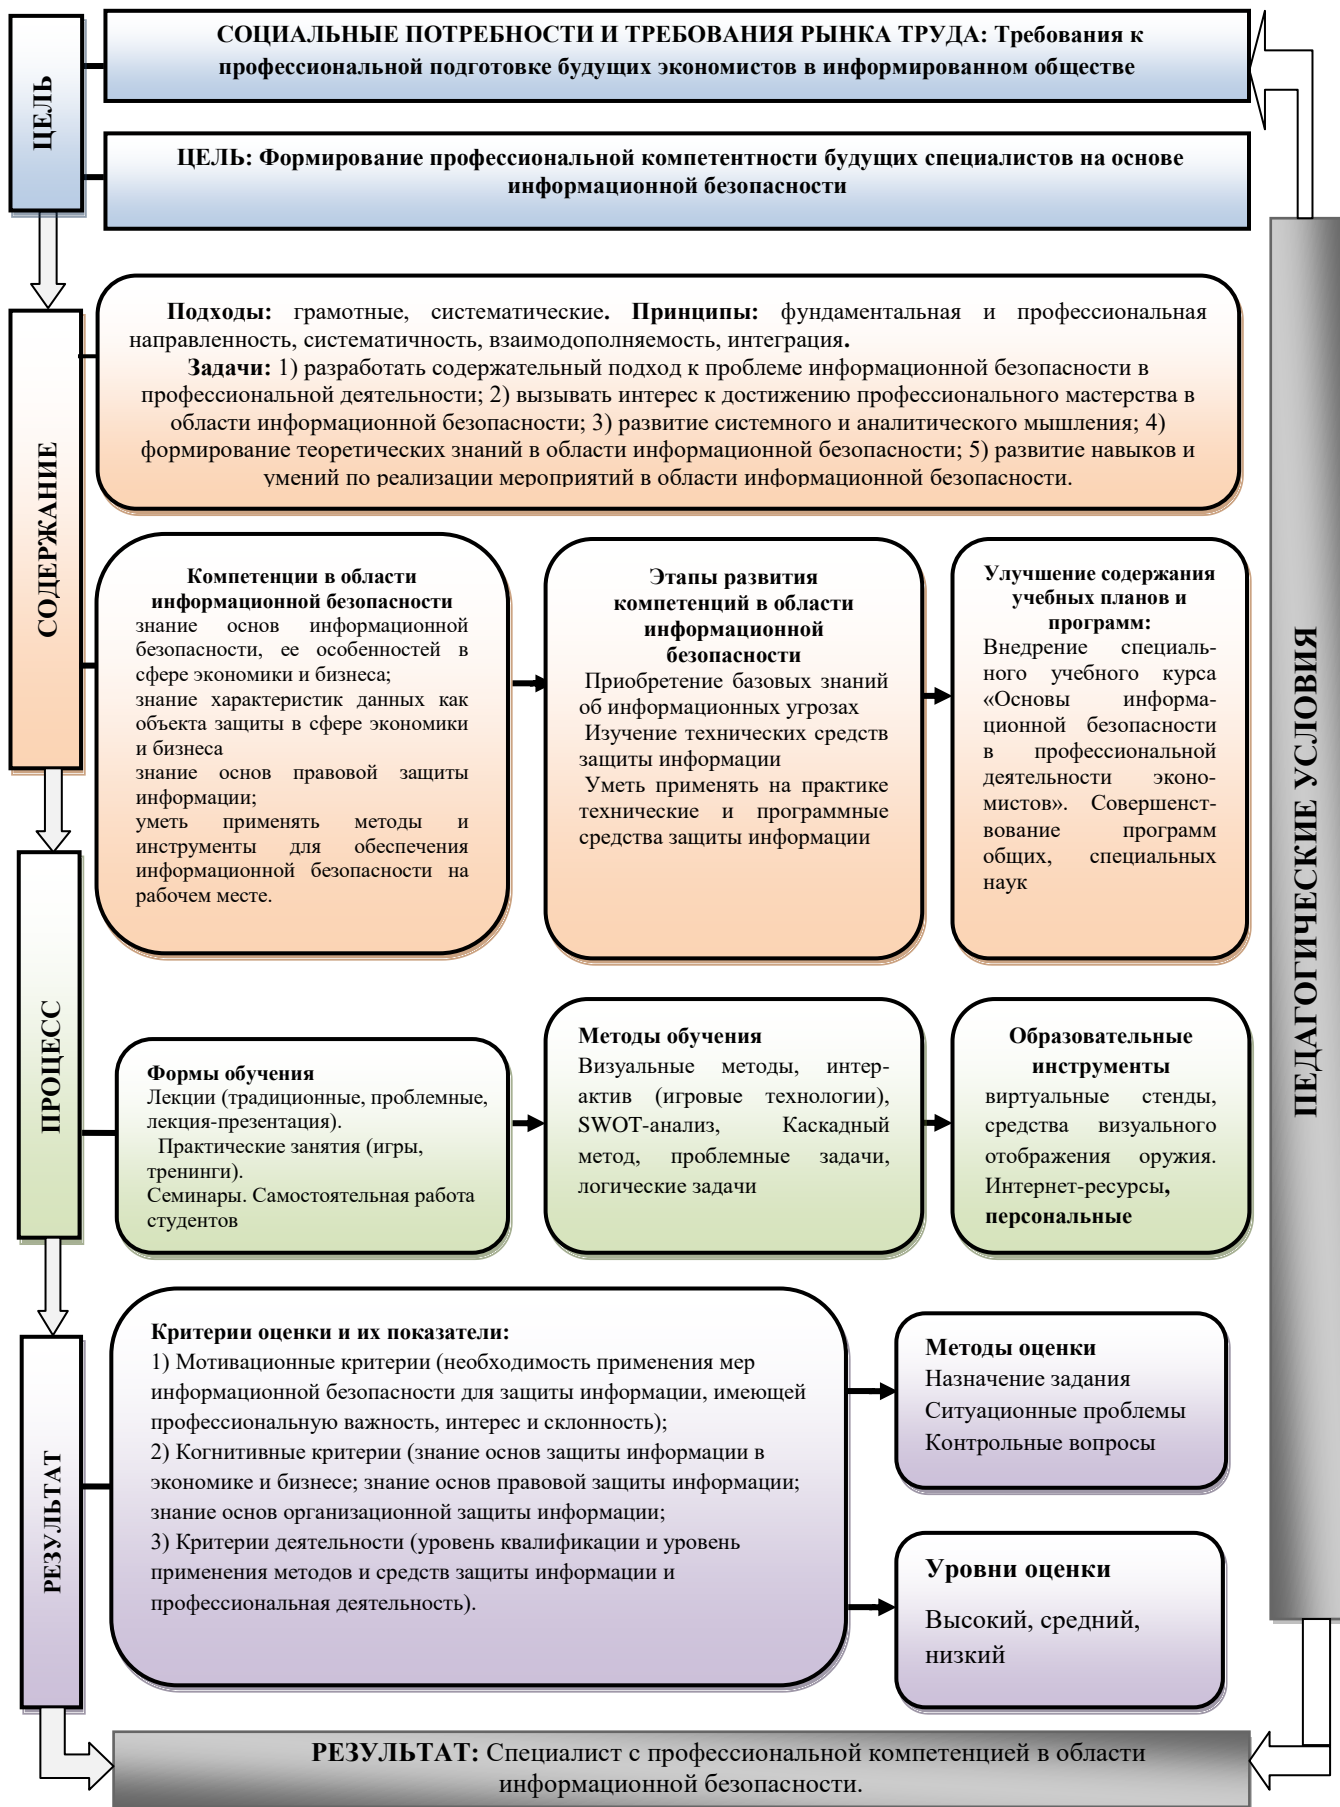 ЦЕЛЬ
СОЦИАЛЬНЫЕ ПОТРЕБНОСТИ И ТРЕБОВАНИЯ РЫНКА ТРУДА: Требования к
профессиональной подготовке будущих экономистов в информированном обществе
ЦЕЛЬ: Формирование профессиональной компетентности будущих специалистов на основе
информационной безопасности
СОДЕРЖАНИЕ
Подходы: грамотные, систематические. Принципы: фундаментальная и профессиональная
направленность, систематичность, взаимодополняемость, интеграция.
Задачи: 1) разработать содержательный подход к проблеме информационной безопасности в
профессиональной деятельности; 2) вызывать интерес к достижению профессионального мастерства в
области информационной безопасности; 3) развитие системного и аналитического мышления; 4)
формирование теоретических знаний в области информационной безопасности; 5) развитие навыков и
умений по реализации мероприятий в области информационной безопасности.
Компетенции в области
информационной безопасности
знание основ информационной
безопасности, ее особенностей в
сфере экономики и бизнеса;
знание характеристик данных как
объекта защиты в сфере экономики
и бизнеса
знание основ правовой защиты
информации;
уметь применять методы и
инструменты для обеспечения
информационной безопасности на
рабочем месте.
Этапы развития
компетенций в области
информационной
безопасности
Приобретение базовых знаний
об информационных угрозах
Изучение технических средств
защиты информации
Уметь применять на практике
технические и программные
средства защиты информации
Улучшение содержания
учебных планов и
программ:
Внедрение специаль-
ного учебного курса
«Основы информа-
ционной безопасности
в профессиональной
деятельности эконо-
мистов». Совершенст-
вование программ
общих, специальных
наук
ПРОЦЕСС
Формы обучения
Лекции (традиционные, проблемные,
лекция-презентация).
Практические занятия (игры,
тренинги).
Семинары. Самостоятельная работа
студентов
Методы обучения
Визуальные методы, интер-
актив (игровые технологии),
SWOT-анализ, Каскадный
метод, проблемные задачи,
логические задачи
Образовательные
инструменты
виртуальные стенды,
средства визуального
отображения оружия.
Интернет-ресурсы,
персональные
РЕЗУЛЬТАТ
Критерии оценки и их показатели:
1) Мотивационные критерии (необходимость применения мер
информационной безопасности для защиты информации, имеющей
профессиональную важность, интерес и склонность);
2) Когнитивные критерии (знание основ защиты информации в
экономике и бизнесе; знание основ правовой защиты информации;
знание основ организационной защиты информации;
3) Критерии деятельности (уровень квалификации и уровень
применения методов и средств защиты информации и
профессиональная деятельность).
Методы оценки
Назначение задания
Ситуационные проблемы
Контрольные вопросы
Уровни оценки
Высокий, средний,
низкий
ПЕДАГОГИЧЕСКИЕ УСЛОВИЯ
РЕЗУЛЬТАТ: Специалист с профессиональной компетенцией в области
информационной безопасности.